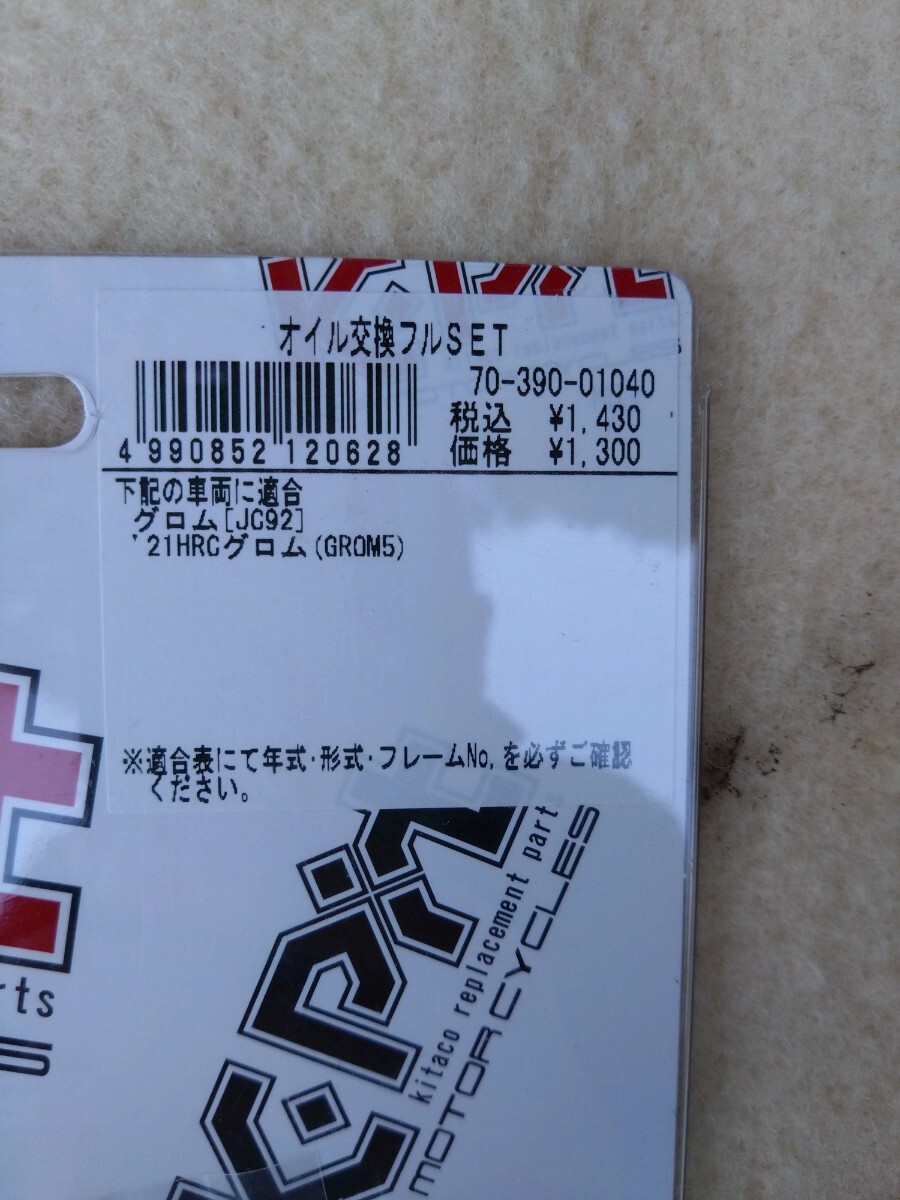 オイル交換フルSET
70-390-01040
税込 ¥1,430
価格 ¥1,300
4 990852 120628
下記の車両に適合
グロム[JC92]
'21HRCグロム(GROM5)
※適合表にて年式･形式･フレームNo,を必ずご確認
ください。
rts
kitaco replacement part
MOTORCYCLES